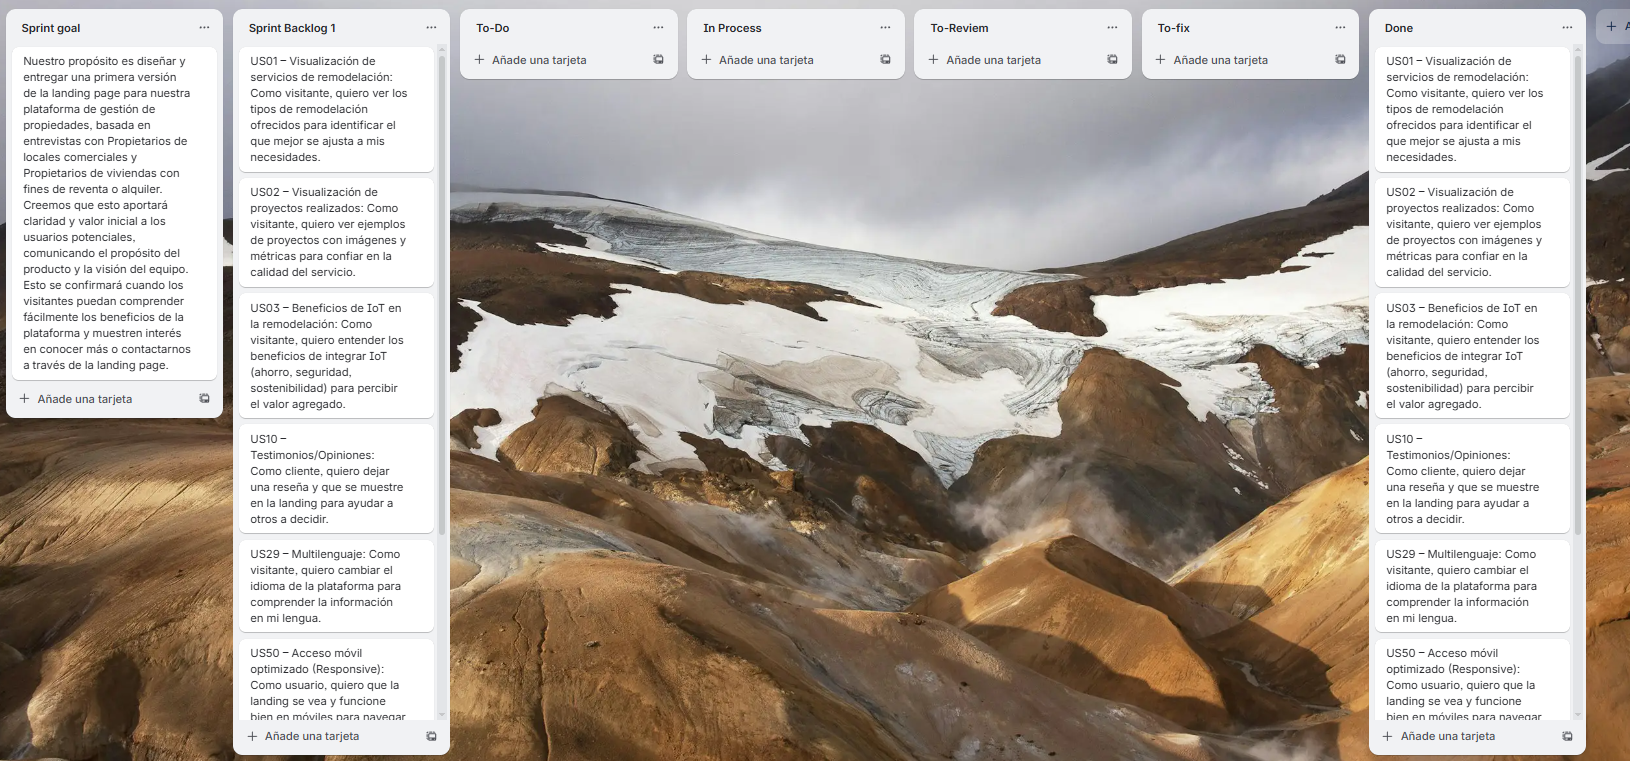 Sprint goal
Nuestro propósito es diseñar y
entregar una primera versión
de la landing page para nuestra
plataforma de gestión de
propiedades, basada en
entrevistas con Propietarios de
locales comerciales y
Propietarios de viviendas con
fines de reventa o alquiler.
Creemos que esto aportará
claridad y valor inicial a los
usuarios potenciales,
comunicando el propósito del
producto y la visión del equipo.
Esto se confirmará cuando los
visitantes puedan comprender
fácilmente los beneficios de la
plataforma y muestren interés
en conocer más o contactarnos
a través de la landing page.
+ Añade una tarjeta
Sprint Backlog 1
US01 – Visualización de
servicios de remodelación:
Como visitante, quiero ver los
tipos de remodelación
ofrecidos para identificar el
que mejor se ajusta a mis
necesidades.
US02 – Visualización de
proyectos realizados: Como
visitante, quiero ver ejemplos
de proyectos con imágenes y
métricas para confiar en la
calidad del servicio.
US03 – Beneficios de IoT en
la remodelación: Como
visitante, quiero entender los
beneficios de integrar IoT
(ahorro, seguridad,
sostenibilidad) para percibir
el valor agregado.
US10 –
Testimonios/Opiniones:
Como cliente, quiero dejar
una reseña y que se muestre
en la landing para ayudar a
otros a decidir.
US29 – Multilenguaje: Como
visitante, quiero cambiar el
idioma de la plataforma para
comprender la información
en mi lengua.
US50 – Acceso móvil
optimizado (Responsive):
Como usuario, quiero que la
landing se vea y funcione
bien en móviles para navegar
+ Añade una tarjeta
To-Do
+ Añade una tarjeta
In Process
+ Añade una tarjeta
To-Reviem
+ Añade una tarjeta
To-fix
+ Añade una tarjeta
Done
US01 – Visualización de
servicios de remodelación:
Como visitante, quiero ver los
tipos de remodelación
ofrecidos para identificar el
que mejor se ajusta a mis
necesidades.
US02 – Visualización de
proyectos realizados: Como
visitante, quiero ver ejemplos
de proyectos con imágenes y
métricas para confiar en la
calidad del servicio.
US03 – Beneficios de IoT en
la remodelación: Como
visitante, quiero entender los
beneficios de integrar IoT
(ahorro, seguridad,
sostenibilidad) para percibir
el valor agregado.
US10 –
Testimonios/Opiniones:
Como cliente, quiero dejar
una reseña y que se muestre
en la landing para ayudar a
otros a decidir.
US29 – Multilenguaje: Como
visitante, quiero cambiar el
idioma de la plataforma para
comprender la información
en mi lengua.
US50 – Acceso móvil
optimizado (Responsive):
Como usuario, quiero que la
landing se vea y funcione
bien en móviles para navegar
+ Añade una tarjeta